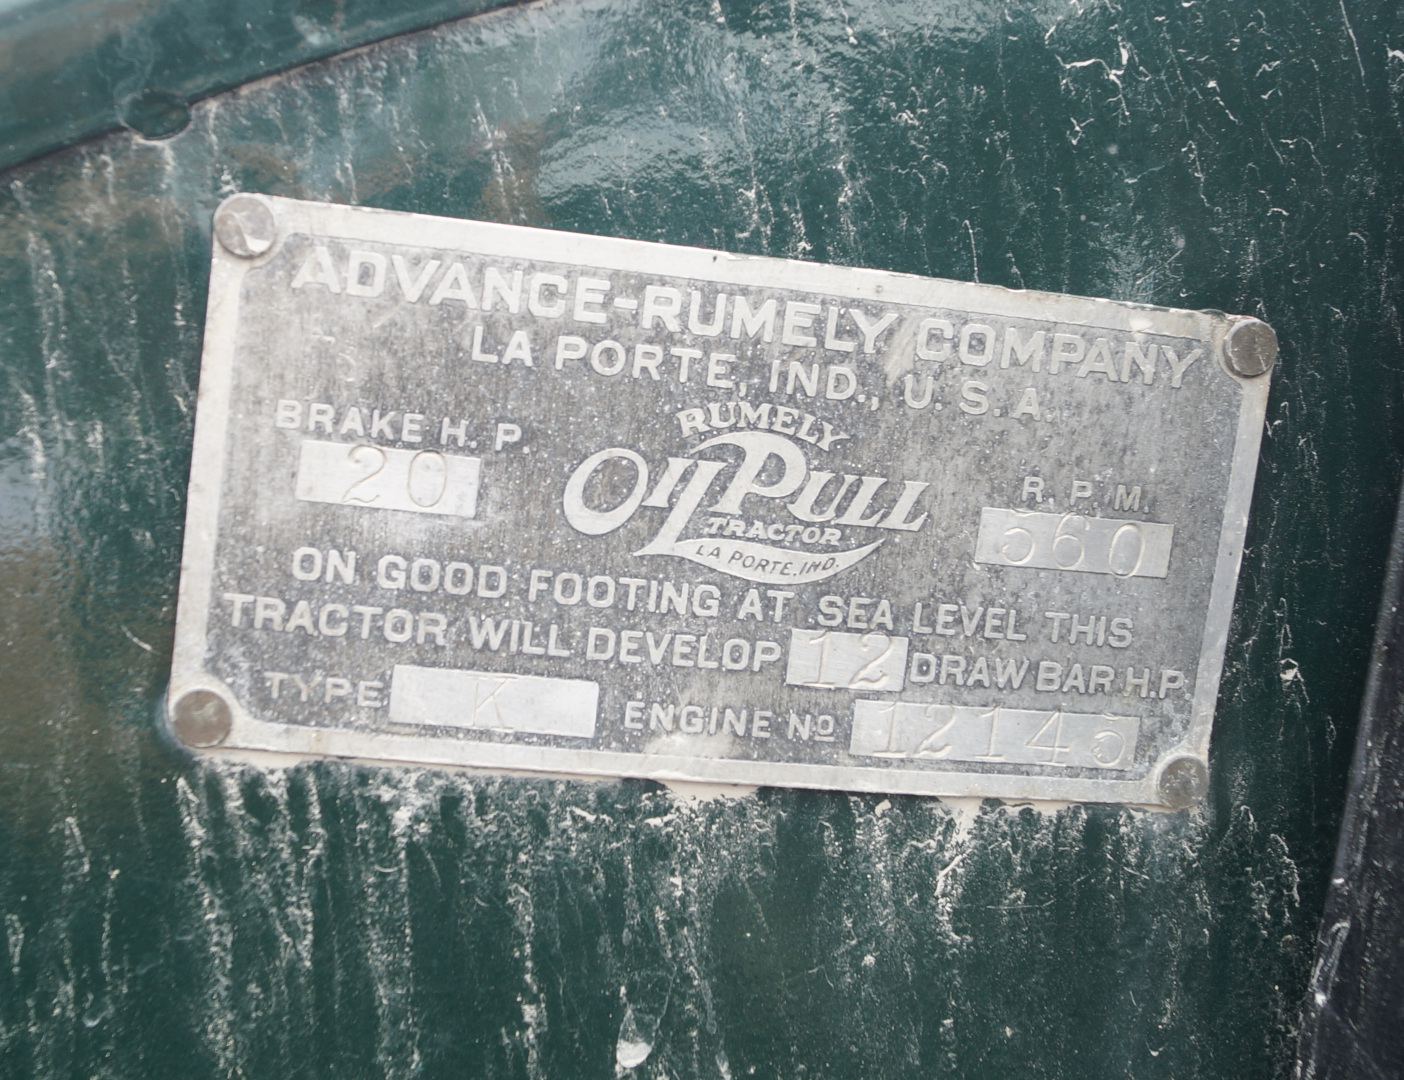 ADVANCE-RUMELY COMPANY
LA PORTE, IND., U.S.A.
BRAKE H.P.
20
RUMELY
OILPULL
TRACTOR
LA PORTE, IND.
R.P.M.
560
ON GOOD FOOTING AT SEA LEVEL THIS
TRACTOR WILL DEVELOP 12 DRAW BAR H.P.
TYPE K ENGINE Nº 12145